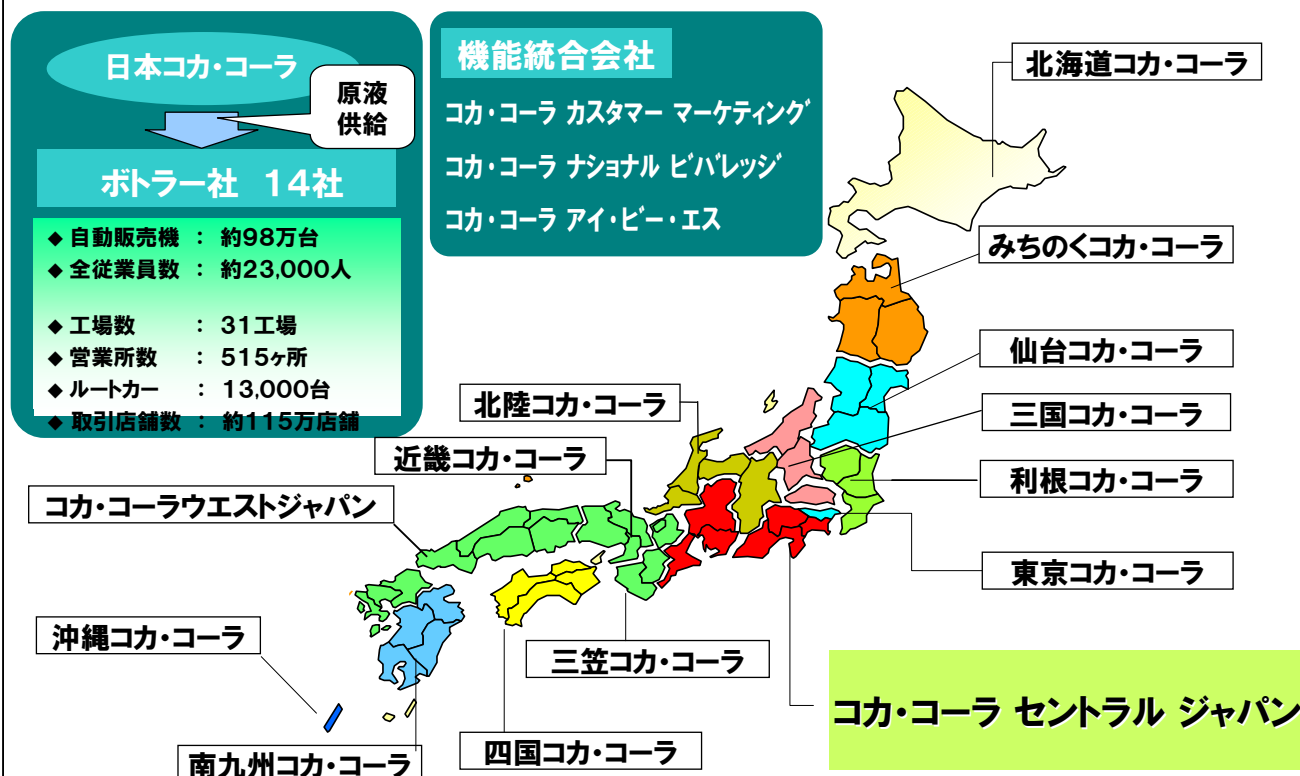 日本コカ・コーラ
原液
供給
ボトラー社　14社
◆ 自動販売機 ： 約98万台
◆ 全従業員数 ： 約23,000人
◆ 工場数 ： 31工場
◆ 営業所数 ： 515ヶ所
◆ ルートカー ： 13,000台
◆ 取引店舗数 ： 約115万店舗
機能統合会社
コカ・コーラ カスタマー マーケティング
コカ・コーラ ナショナル ビバレッジ
コカ・コーラ アイ・ビー・エス
北海道コカ・コーラ
みちのくコカ・コーラ
仙台コカ・コーラ
北陸コカ・コーラ
三国コカ・コーラ
近畿コカ・コーラ
利根コカ・コーラ
コカ・コーラウエストジャパン
東京コカ・コーラ
沖縄コカ・コーラ
三笠コカ・コーラ
コカ・コーラ セントラル ジャパン
四国コカ・コーラ
南九州コカ・コーラ